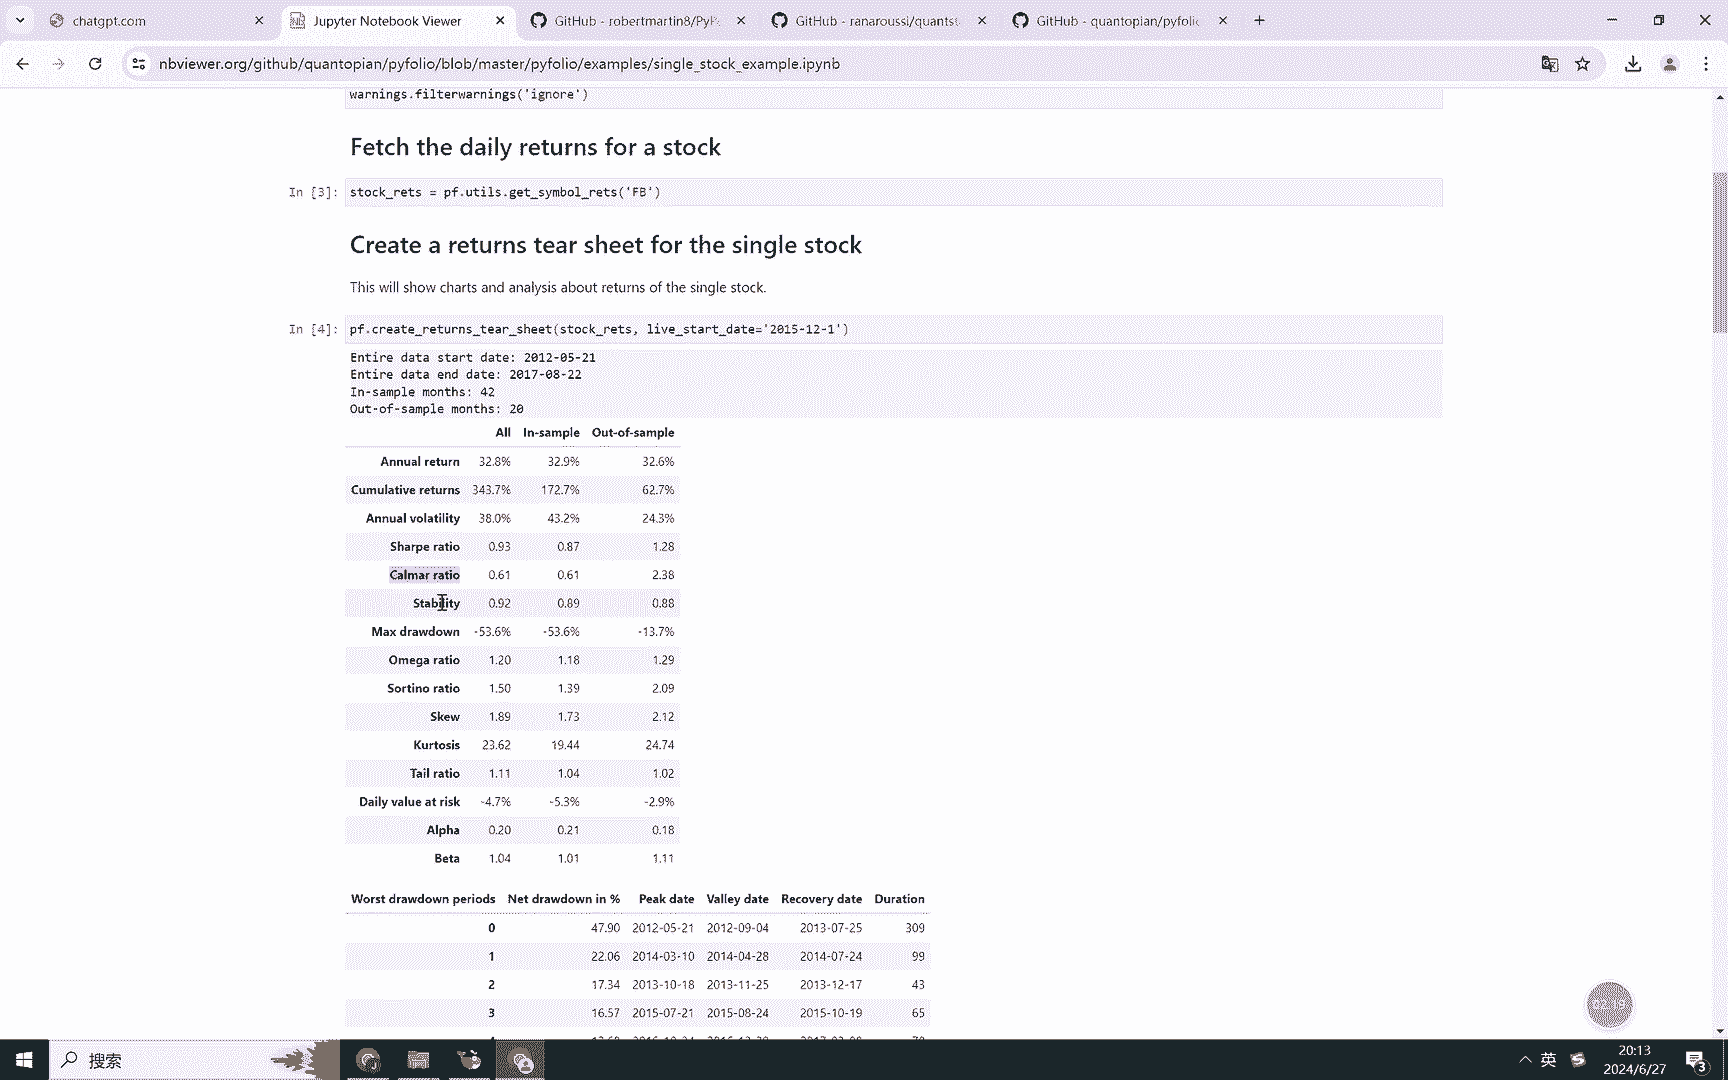 chatgpt.com
Jupyter Notebook Viewer
GitHub - robertmartin8/PyP
GitHub - ranaroussi/quantst
GitHub - quantopian/pyfolio
nbviewer.org/github/quantopian/pyfolio/blob/master/pyfolio/examples/single_stock_example.ipynb
warnings.filterwarnings('ignore')
Fetch the daily returns for a stock
In [3]: stock_rets = pf.utils.get_symbol_rets('FB')
Create a returns tear sheet for the single stock
This will show charts and analysis about returns of the single stock.
In [4]: pf.create_returns_tear_sheet(stock_rets, live_start_date='2015-12-1')
Entire data start date: 2012-05-21
Entire data end date: 2017-08-22
In-sample months: 42
Out-of-sample months: 20
All In-sample Out-of-sample
Annual return 32.8% 32.9% 32.6%
Cumulative returns 343.7% 172.7% 62.7%
Annual volatility 38.0% 43.2% 24.3%
Sharpe ratio 0.93 0.87 1.28
Calmar ratio 0.61 0.61 2.38
Stability 0.92 0.89 0.88
Max drawdown -53.6% -53.6% -13.7%
Omega ratio 1.20 1.18 1.29
Sortino ratio 1.50 1.39 2.09
Skew 1.89 1.73 2.12
Kurtosis 23.62 19.44 24.74
Tail ratio 1.11 1.04 1.02
Daily value at risk -4.7% -5.3% -2.9%
Alpha 0.20 0.21 0.18
Beta 1.04 1.01 1.11
Worst drawdown periods Net drawdown in % Peak date Valley date Recovery date Duration
0 47.90 2012-05-21 2012-09-04 2013-07-25 309
1 22.06 2014-03-10 2014-04-28 2014-07-24 99
2 17.34 2013-10-18 2013-11-25 2013-12-17 43
3 16.57 2015-07-21 2015-08-24 2015-10-19 65
搜索
英
20:13
2024/6/27
3